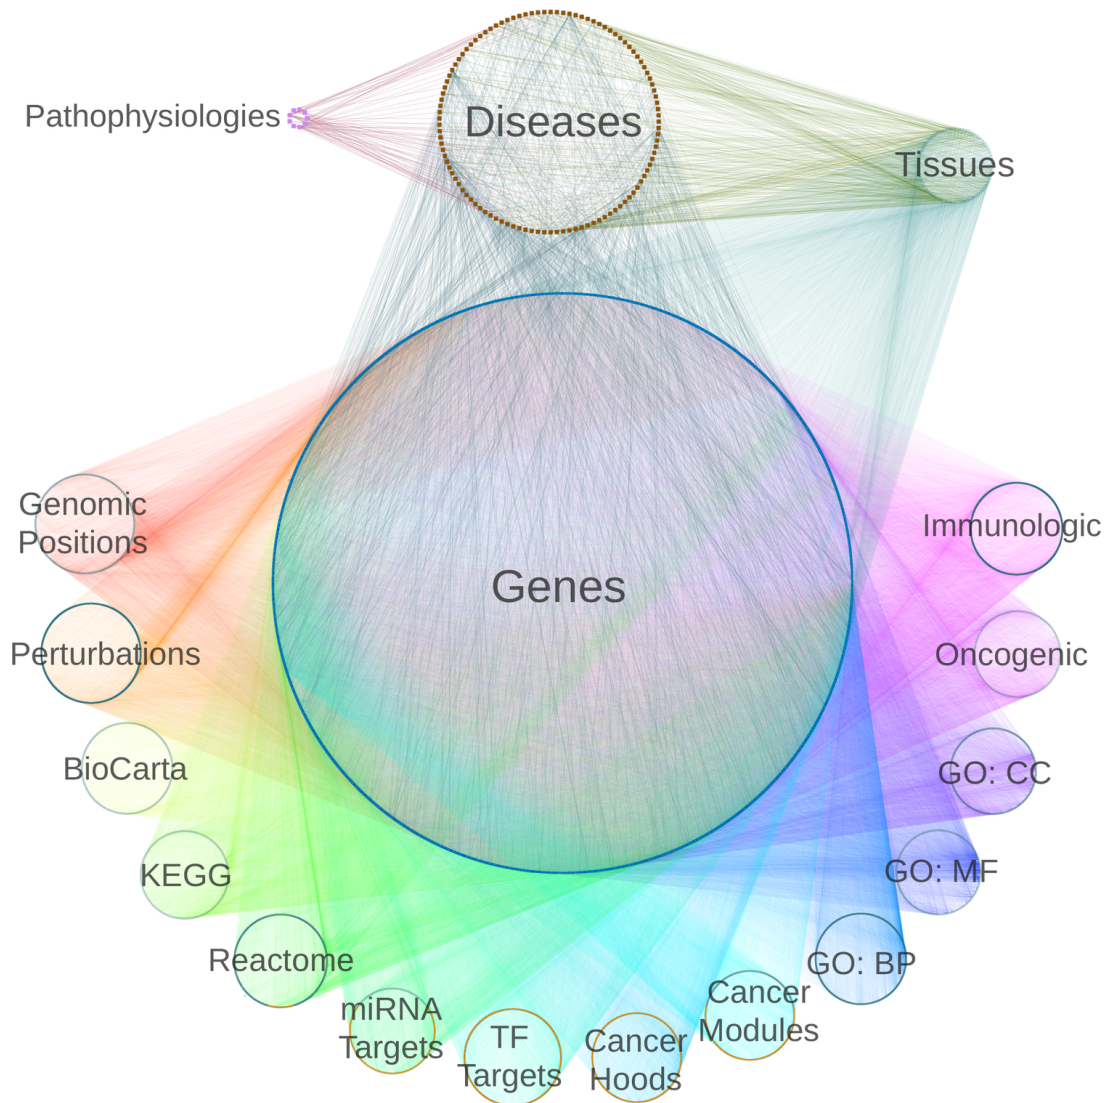 Diseases
Pathophysiologies
Tissues
Genes
Genomic
Positions
Immunologic
Perturbations
Oncogenic
BioCarta
GO: CC
KEGG
GO: MF
Reactome
GO: BP
miRNA
Targets
Cancer
Modules
TF
Targets
Cancer
Hoods